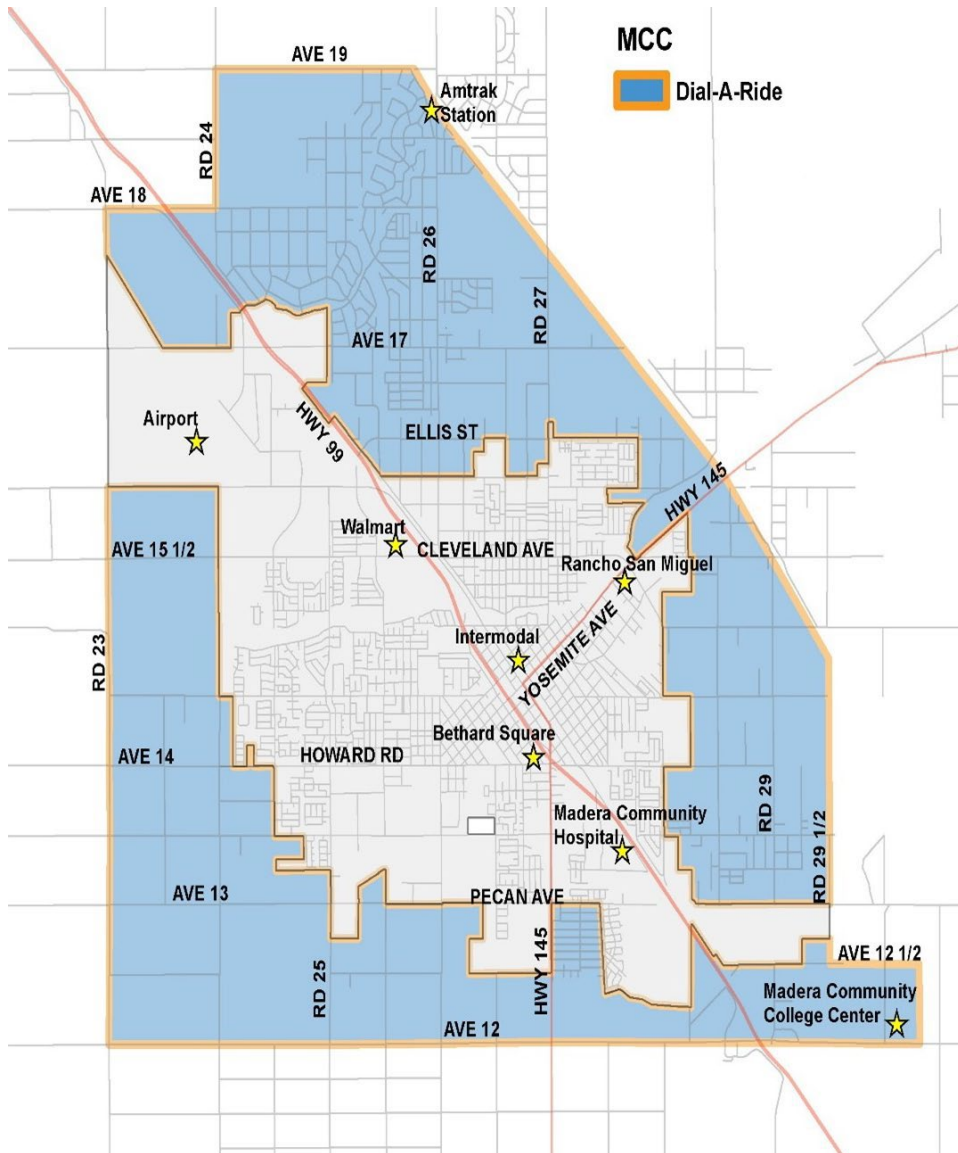 MCC
Dial-A-Ride
AVE 19
Amtrak
Station
RD 24
AVE 18
RD 26
RD 27
AVE 17
Airport
HWY 99
ELLIS ST
HWY 145
Walmart
AVE 15 1/2
CLEVELAND AVE
Rancho San Miguel
RD 23
Intermodal
YOSEMITE AVE
Bethard Square
AVE 14
HOWARD RD
RD 29
Madera Community
Hospital
RD 29 1/2
AVE 13
PECAN AVE
RD 25
HWY 145
AVE 12 1/2
Madera Community
College Center
AVE 12